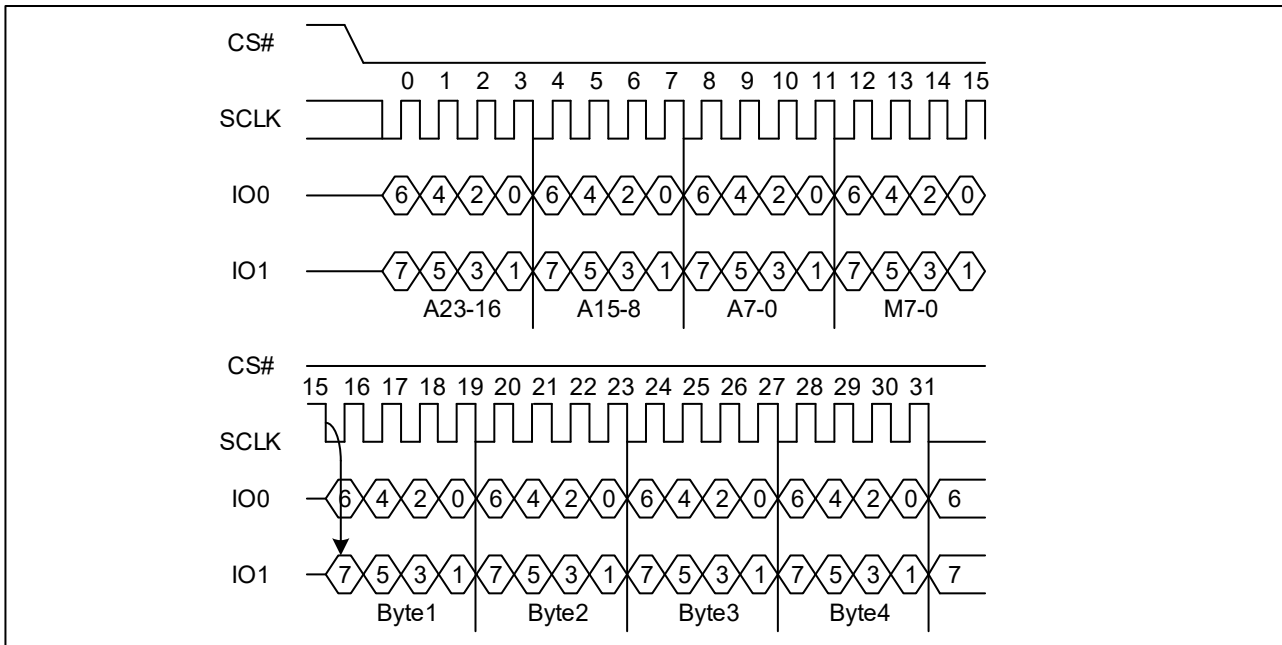 CS#
0 1 2 3 4 5 6 7 8 9 10 11 12 13 14 15
SCLK
IO0 6 4 2 0 6 4 2 0 6 4 2 0 6 4 2 0
IO1 7 5 3 1 7 5 3 1 7 5 3 1 7 5 3 1
A23-16 A15-8 A7-0 M7-0
CS#
15 16 17 18 19 20 21 22 23 24 25 26 27 28 29 30 31
SCLK
IO0 6 4 2 0 6 4 2 0 6 4 2 0 6 4 2 0 6
IO1 7 5 3 1 7 5 3 1 7 5 3 1 7 5 3 1 7
Byte1 Byte2 Byte3 Byte4